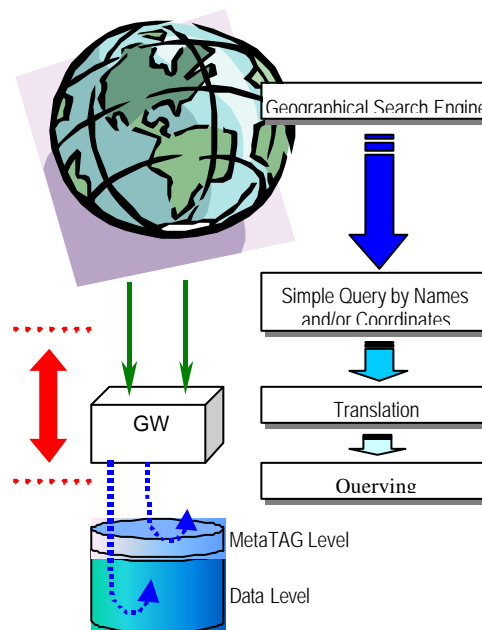 Geographical Search Engine
Simple Query by Names
and/or Coordinates
GW
Translation
Querying
MetaTAG Level
Data Level